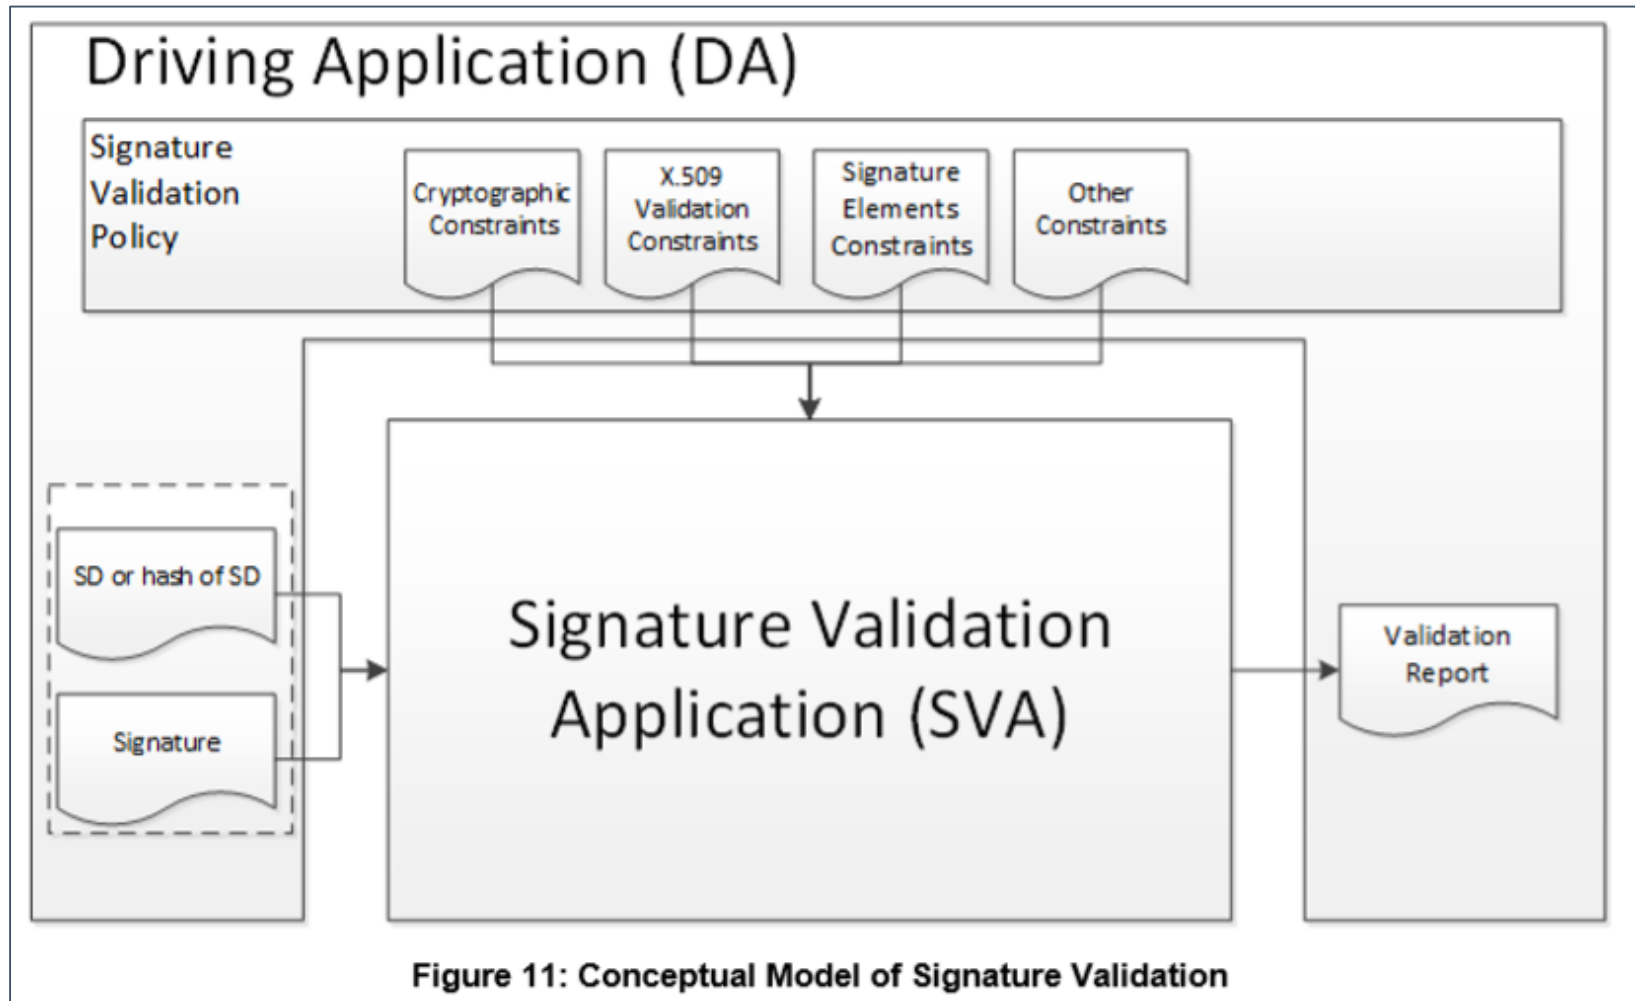 Driving Application (DA)
Signature
Validation
Policy
Cryptographic
Constraints
X.509
Validation
Constraints
Signature
Elements
Constraints
Other
Constraints
SD or hash of SD
Signature
Signature Validation
Application (SVA)
Validation
Report
Figure 11: Conceptual Model of Signature Validation